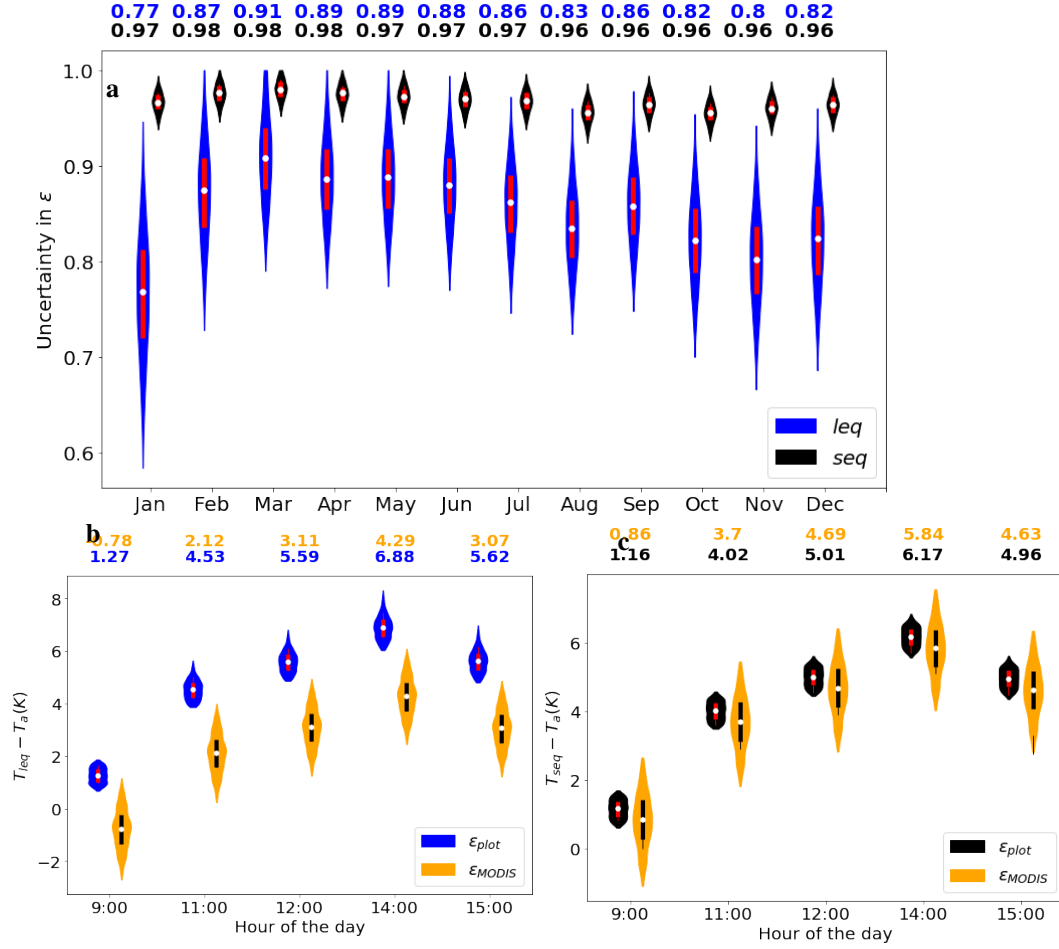 0.77 0.87 0.91 0.89 0.89 0.88 0.86 0.83 0.86 0.82 0.8 0.82
0.97 0.98 0.98 0.98 0.97 0.97 0.97 0.96 0.96 0.96 0.96 0.96
a
1.0
0.9
0.8
0.7
0.6
Uncertainty in ε
leq
seq
Jan Feb Mar Apr May Jun Jul Aug Sep Oct Nov Dec
b
-0.78 2.12 3.11 4.29 3.07
1.27 4.53 5.59 6.88 5.62
8
6
4
2
0
−2
T_leq − T_a(K)
ε_plot
ε_MODIS
9:00 11:00 12:00 14:00 15:00
Hour of the day
c
0.86 3.7 4.69 5.84 4.63
1.16 4.02 5.01 6.17 4.96
6
4
2
0
T_seq − T_a(K)
ε_plot
ε_MODIS
9:00 11:00 12:00 14:00 15:00
Hour of the day